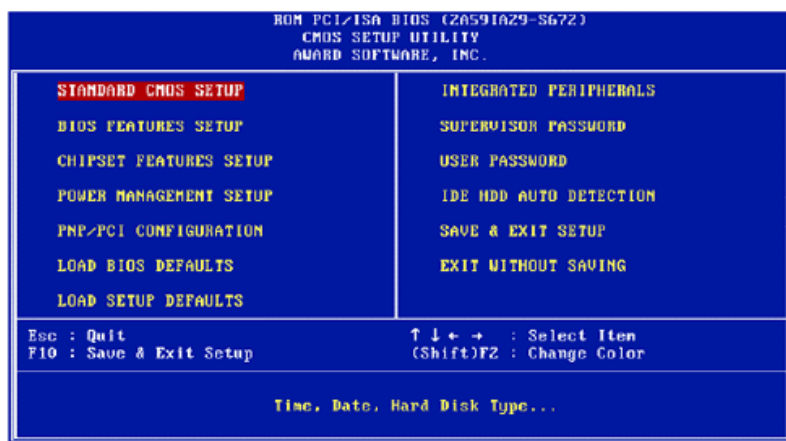 ROM PCI/ISA BIOS (2A59IAZ9-S67Z)
CMOS SETUP UTILITY
AWARD SOFTWARE, INC.
STANDARD CMOS SETUP
BIOS FEATURES SETUP
CHIPSET FEATURES SETUP
POWER MANAGEMENT SETUP
PNP/PCI CONFIGURATION
LOAD BIOS DEFAULTS
LOAD SETUP DEFAULTS
INTEGRATED PERIPHERALS
SUPERVISOR PASSWORD
USER PASSWORD
IDE HDD AUTO DETECTION
SAVE & EXIT SETUP
EXIT WITHOUT SAVING
Esc : Quit
F10 : Save & Exit Setup
↑ ↓ ← → : Select Item
(Shift)F2 : Change Color
Time, Date, Hard Disk Type...